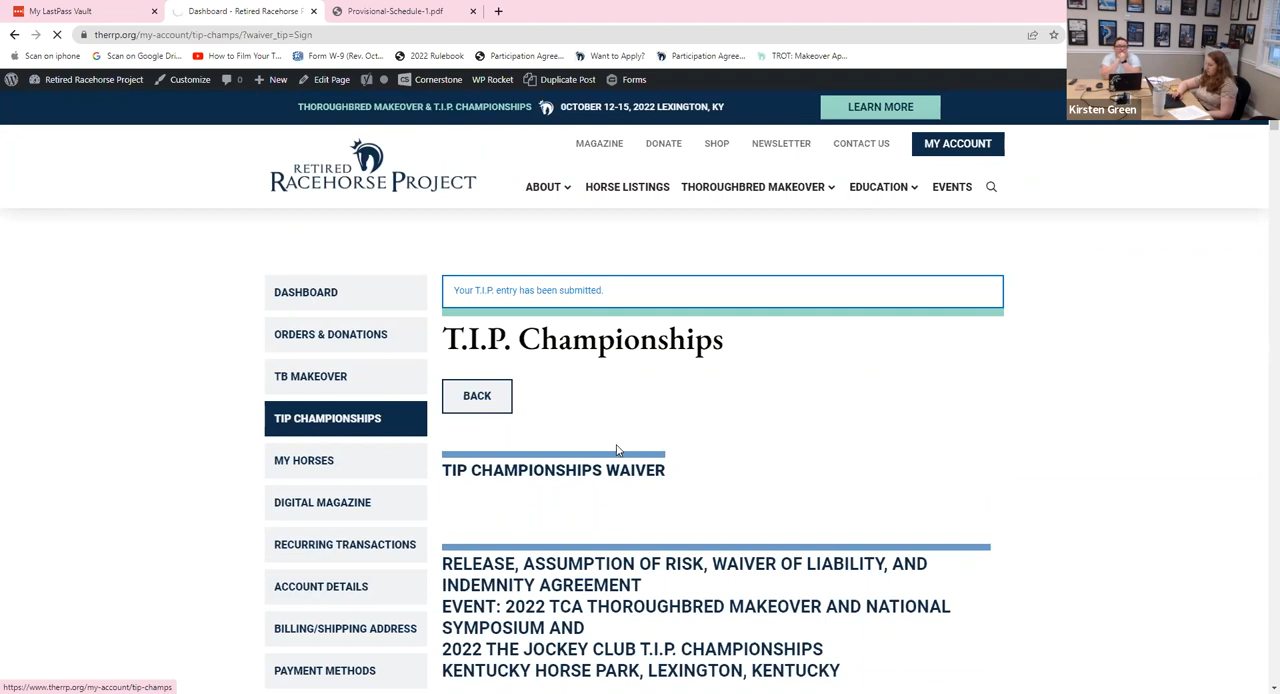 My LastPass Vault
Dashboard - Retired Racehorse P
Provisional-Schedule-1.pdf
therrp.org/my-account/tip-champs/?waiver_tip=Sign
Scan on iphone
Scan on Google Driv...
How to Film Your T...
Form W-9 (Rev. Oct...
2022 Rulebook
Participation Agree...
Want to Apply?
Participation Agree...
TROT: Makeover Ap...
Retired Racehorse Project
Customize
0
New
Edit Page
CS Cornerstone
WP Rocket
Duplicate Post
Forms
THOROUGHBRED MAKEOVER & T.I.P. CHAMPIONSHIPS
OCTOBER 12-15, 2022 LEXINGTON, KY
LEARN MORE
Kirsten Green
RETIRED
RACEHORSE PROJECT
MAGAZINE
DONATE
SHOP
NEWSLETTER
CONTACT US
MY ACCOUNT
ABOUT
HORSE LISTINGS
THOROUGHBRED MAKEOVER
EDUCATION
EVENTS
DASHBOARD
ORDERS & DONATIONS
TB MAKEOVER
TIP CHAMPIONSHIPS
MY HORSES
DIGITAL MAGAZINE
RECURRING TRANSACTIONS
ACCOUNT DETAILS
BILLING/SHIPPING ADDRESS
PAYMENT METHODS
Your T.I.P. entry has been submitted.
T.I.P. Championships
BACK
TIP CHAMPIONSHIPS WAIVER
RELEASE, ASSUMPTION OF RISK, WAIVER OF LIABILITY, AND
INDEMNITY AGREEMENT
EVENT: 2022 TCA THOROUGHBRED MAKEOVER AND NATIONAL
SYMPOSIUM AND
2022 THE JOCKEY CLUB T.I.P. CHAMPIONSHIPS
KENTUCKY HORSE PARK, LEXINGTON, KENTUCKY
https://www.therrp.org/my-account/tip-champs